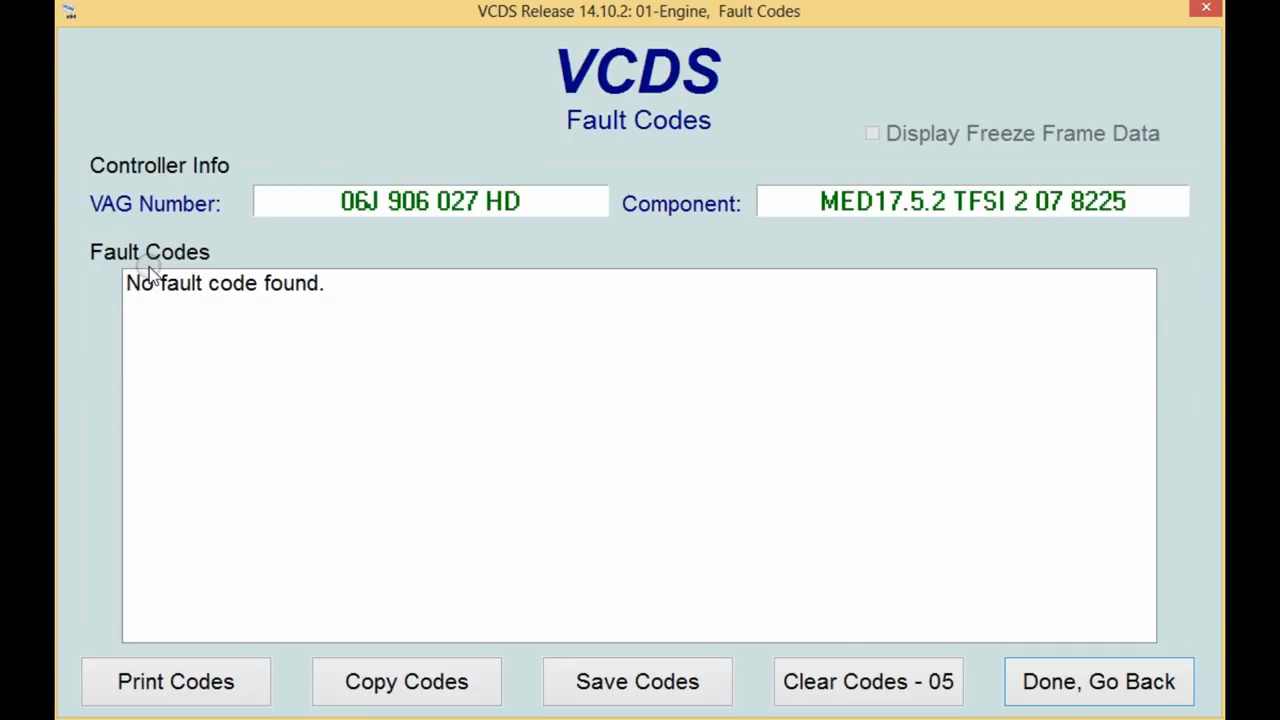 VCDS Release 14.10.2: 01-Engine, Fault Codes
VCDS
Fault Codes
Display Freeze Frame Data
Controller Info
VAG Number: 06J 906 027 HD Component: MED17.5.2 TFSI 2 07 8225
Fault Codes
No fault code found.
Print Codes Copy Codes Save Codes Clear Codes - 05 Done, Go Back